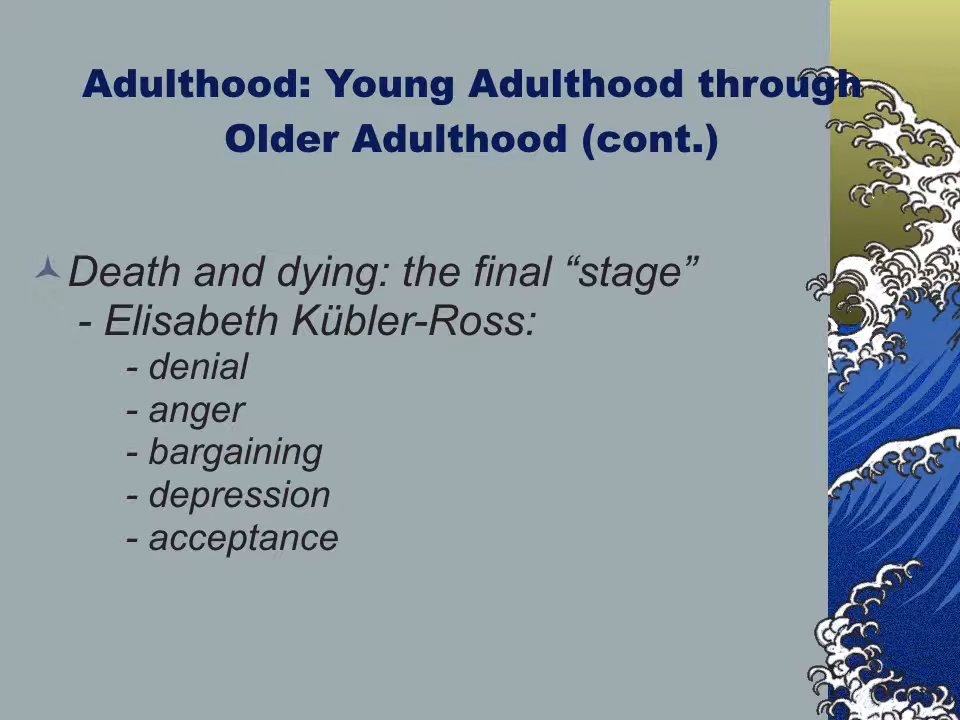 Adulthood: Young Adulthood through
Older Adulthood (cont.)
Death and dying: the final “stage”
- Elisabeth Kübler-Ross:
- denial
- anger
- bargaining
- depression
- acceptance